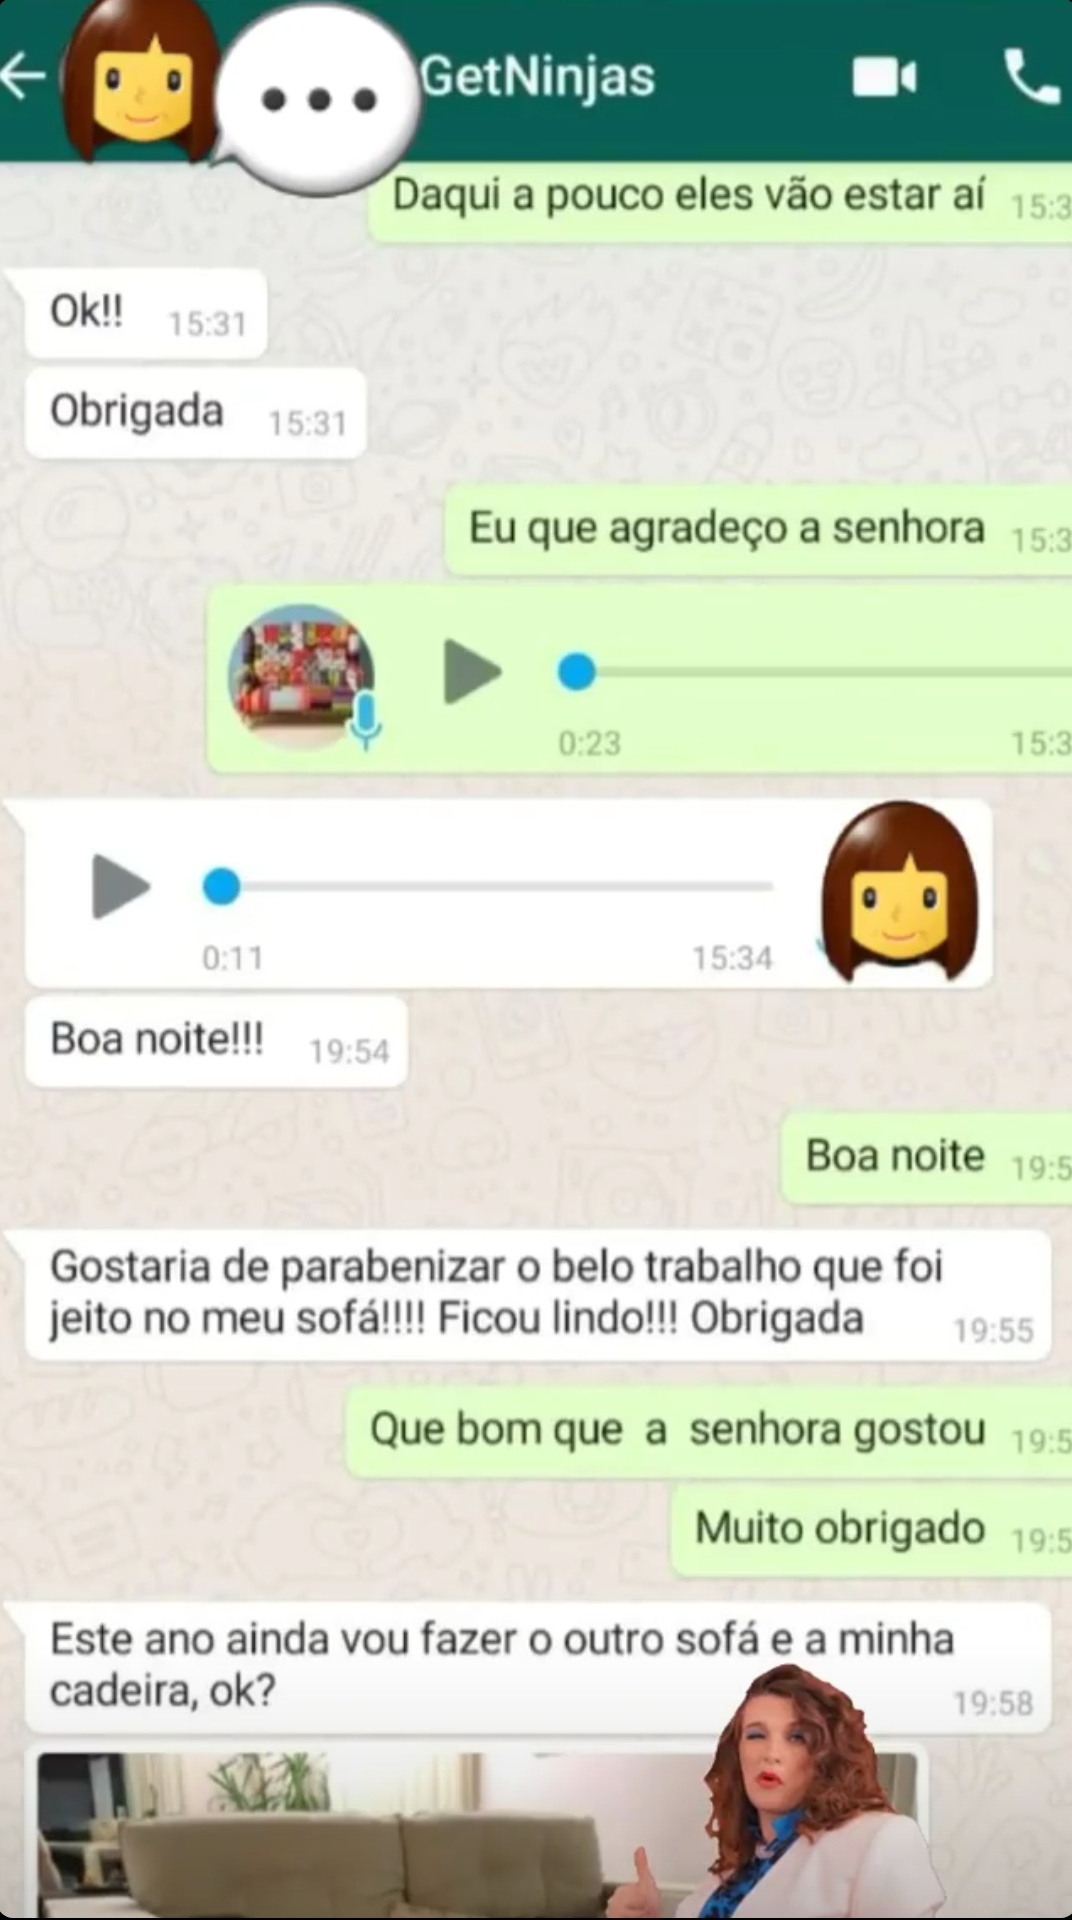 GetNinjas
Daqui a pouco eles vão estar aí 15:3
Ok!! 15:31
Obrigada 15:31
Eu que agradeço a senhora 15:3
0:23 15:3
0:11 15:34
Boa noite!!! 19:54
Boa noite 19:5
Gostaria de parabenizar o belo trabalho que foi
jeito no meu sofá!!!! Ficou lindo!!! Obrigada 19:55
Que bom que a senhora gostou 19:5
Muito obrigado 19:5
Este ano ainda vou fazer o outro sofá e a minha
cadeira, ok? 19:58